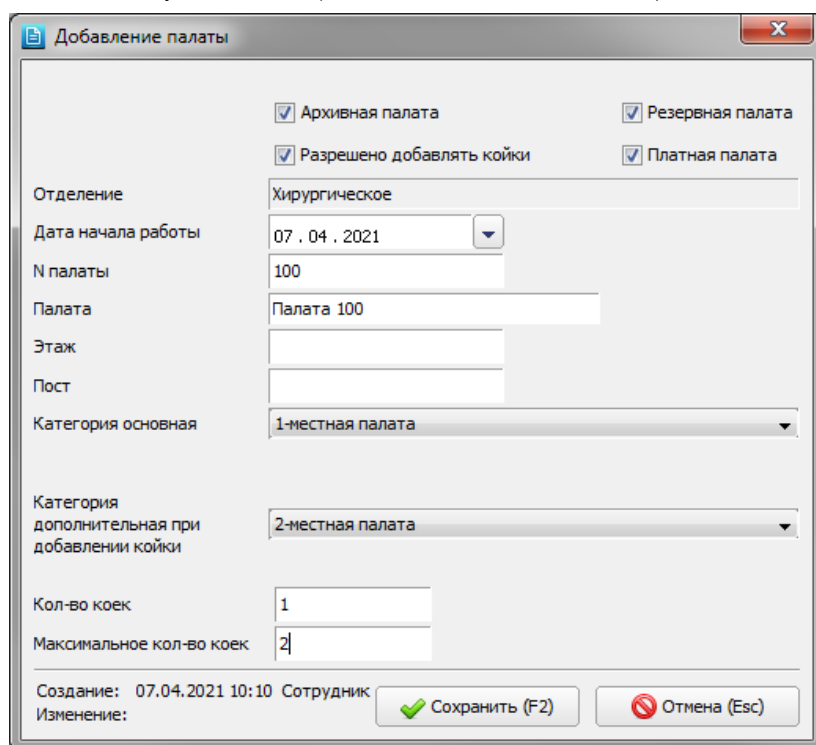 Добавление палаты
Архивная палата Резервная палата
Разрешено добавлять койки Платная палата
Отделение Хирургическое
Дата начала работы 07 . 04 . 2021
N палаты 100
Палата Палата 100
Этаж
Пост
Категория основная 1-местная палата
Категория
дополнительная при 2-местная палата
добавлении койки
Кол-во коек 1
Максимальное кол-во коек 2
Создание: 07.04.2021 10:10 Сотрудник
Изменение:
Сохранить (F2) Отмена (Esc)